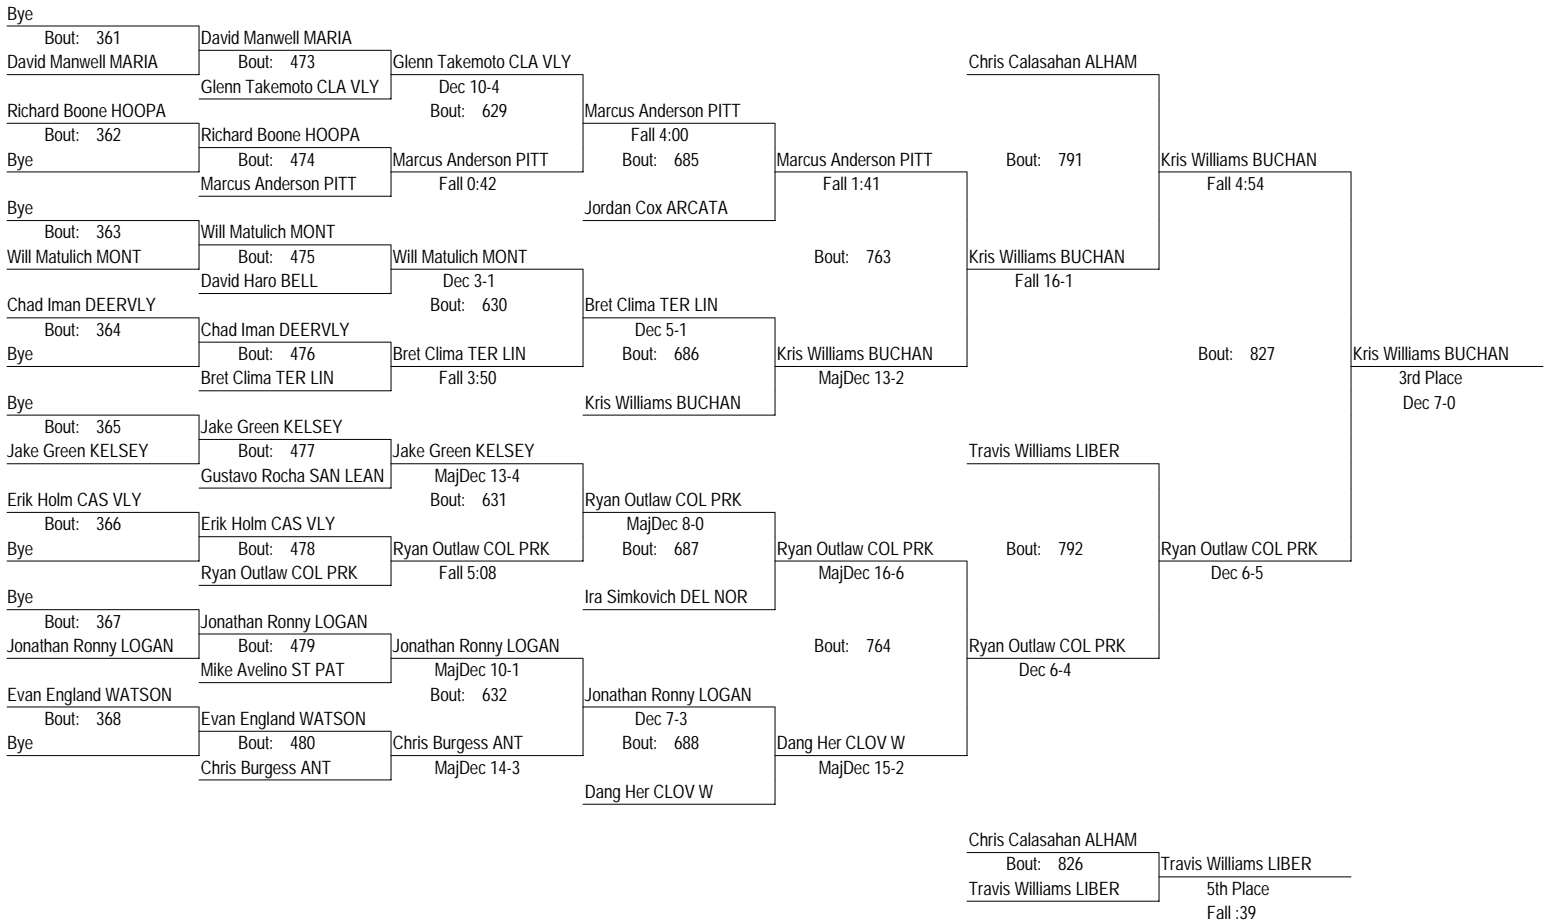 Bye
Bout: 361
David Manwell MARIA
Richard Boone HOOPA
Bout: 362
Bye
Bye
Bout: 363
Will Matulich MONT
Chad Iman DEERVLY
Bout: 364
Bye
Bye
Bout: 365
Jake Green KELSEY
Erik Holm CAS VLY
Bout: 366
Bye
Bye
Bout: 367
Jonathan Ronny LOGAN
Evan England WATSON
Bout: 368
Bye
David Manwell MARIA
Bout: 473
Glenn Takemoto CLA VLY
Richard Boone HOOPA
Bout: 474
Marcus Anderson PITT
Will Matulich MONT
Bout: 475
David Haro BELL
Chad Iman DEERVLY
Bout: 476
Bret Clima TER LIN
Jake Green KELSEY
Bout: 477
Gustavo Rocha SAN LEAN
Erik Holm CAS VLY
Bout: 478
Ryan Outlaw COL PRK
Jonathan Ronny LOGAN
Bout: 479
Mike Avelino ST PAT
Evan England WATSON
Bout: 480
Chris Burgess ANT
Glenn Takemoto CLA VLY
Dec 10-4
Bout: 629
Marcus Anderson PITT
Fall 0:42
Will Matulich MONT
Dec 3-1
Bout: 630
Bret Clima TER LIN
Fall 3:50
Jake Green KELSEY
MajDec 13-4
Bout: 631
Ryan Outlaw COL PRK
Fall 5:08
Jonathan Ronny LOGAN
MajDec 10-1
Bout: 632
Chris Burgess ANT
MajDec 14-3
Marcus Anderson PITT
Fall 4:00
Bout: 685
Jordan Cox ARCATA
Bret Clima TER LIN
Dec 5-1
Bout: 686
Kris Williams BUCHAN
Ryan Outlaw COL PRK
MajDec 8-0
Bout: 687
Ira Simkovich DEL NOR
Jonathan Ronny LOGAN
Dec 7-3
Bout: 688
Dang Her CLOV W
Marcus Anderson PITT
Fall 1:41
Bout: 763
Kris Williams BUCHAN
MajDec 13-2
Ryan Outlaw COL PRK
MajDec 16-6
Bout: 764
Dang Her CLOV W
MajDec 15-2
Chris Calasahan ALHAM
Bout: 791
Kris Williams BUCHAN
Fall 16-1
Travis Williams LIBER
Bout: 792
Ryan Outlaw COL PRK
Dec 6-4
Kris Williams BUCHAN
Fall 4:54
Bout: 827
Ryan Outlaw COL PRK
Dec 6-5
Kris Williams BUCHAN
3rd Place
Dec 7-0
Chris Calasahan ALHAM
Bout: 826
Travis Williams LIBER
Travis Williams LIBER
5th Place
Fall :39